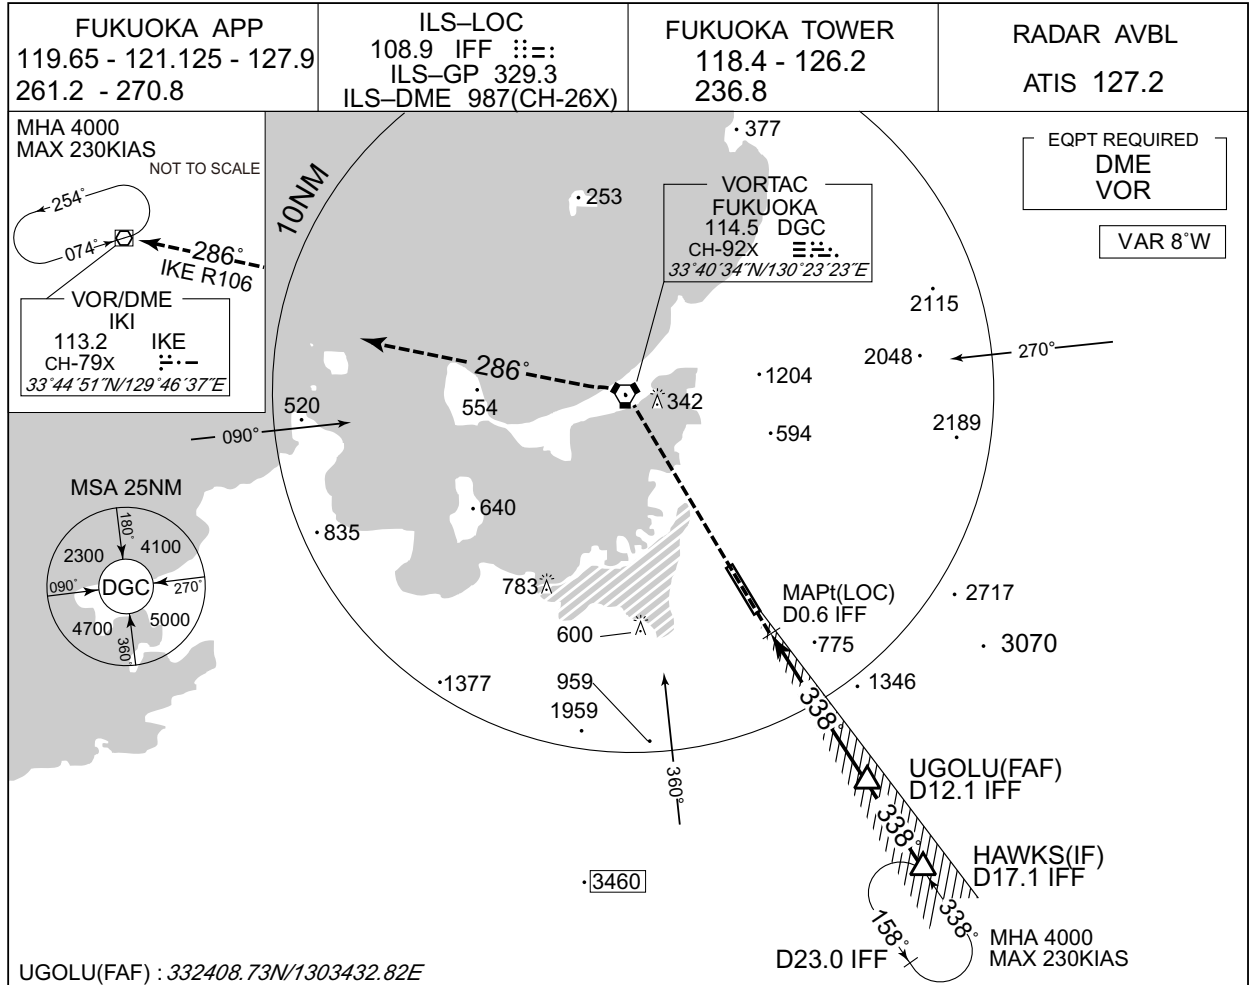 FUKUOKA APP
119.65 - 121.125 - 127.9
261.2 - 270.8
ILS–LOC
108.9 IFF
ILS–GP 329.3
ILS–DME 987(CH-26X)
FUKUOKA TOWER
118.4 - 126.2
236.8
RADAR AVBL
ATIS 127.2
MHA 4000
MAX 230KIAS
NOT TO SCALE
254°
074°
286°
IKE R106
VOR/DME
IKI
113.2 IKE
CH-79X
33°44´51˝N/129°46´37˝E
10NM
377
253
VORTAC
FUKUOKA
114.5 DGC
CH-92X
33°40´34˝N/130°23´23˝E
EQPT REQUIRED
DME
VOR
VAR 8°W
2115
2048
270°
286°
1204
342
554
520
090°
594
2189
MSA 25NM
180°
2300
4100
090°
DGC
270°
4700
5000
360°
640
835
783
600
MAPt(LOC)
D0.6 IFF
2717
775
3070
1377
959
1959
1346
338°
360°
UGOLU(FAF)
D12.1 IFF
338°
HAWKS(IF)
D17.1 IFF
3460
338°
158°
MHA 4000
MAX 230KIAS
D23.0 IFF
UGOLU(FAF) : 332408.73N/1303432.82E